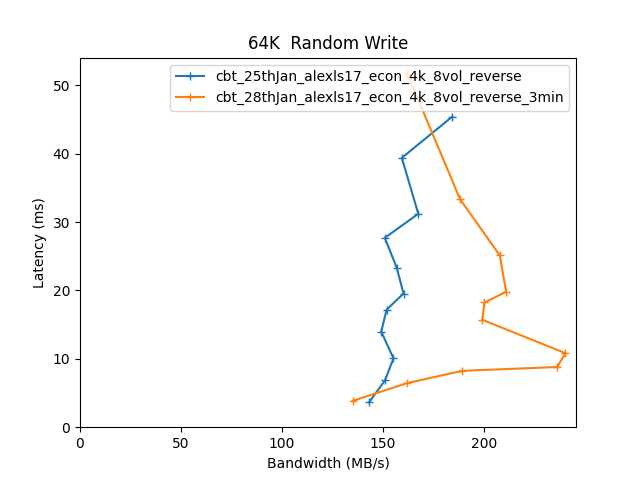 64K  Random Write
cbt_25thJan_alexls17_econ_4k_8vol_reverse
cbt_28thJan_alexls17_econ_4k_8vol_reverse_3min
Latency (ms)
50
40
30
20
10
0
0 50 100 150 200
Bandwidth (MB/s)